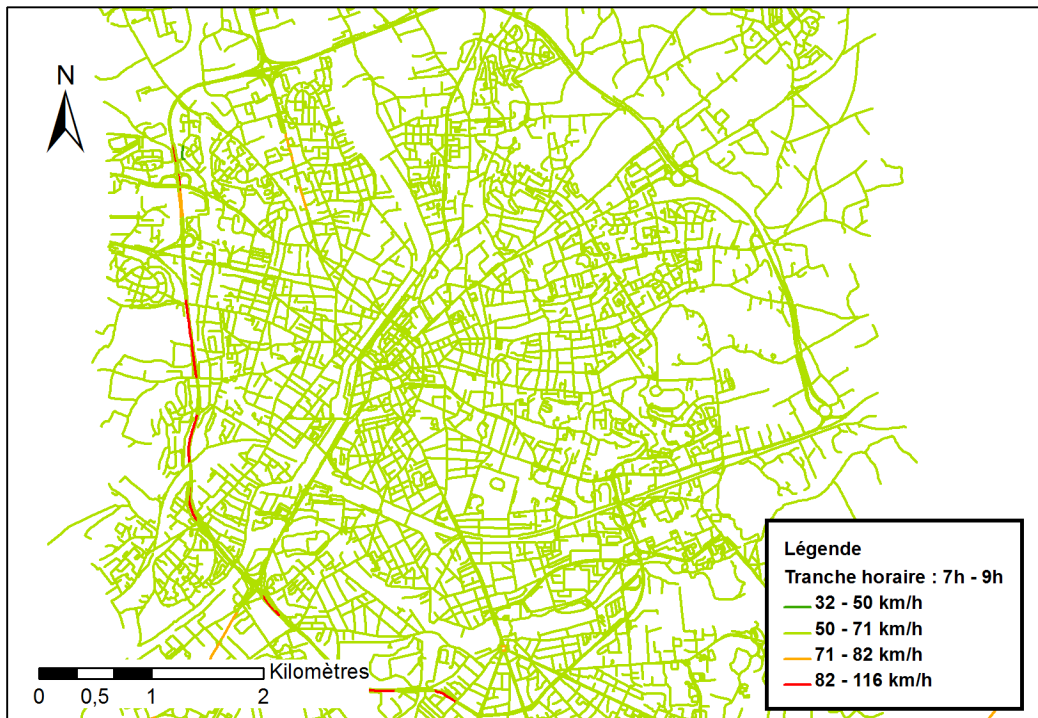 N
Légende
Tranche horaire : 7h - 9h
32 - 50 km/h
50 - 71 km/h
71 - 82 km/h
82 - 116 km/h
Kilomètres
0 0,5 1 2